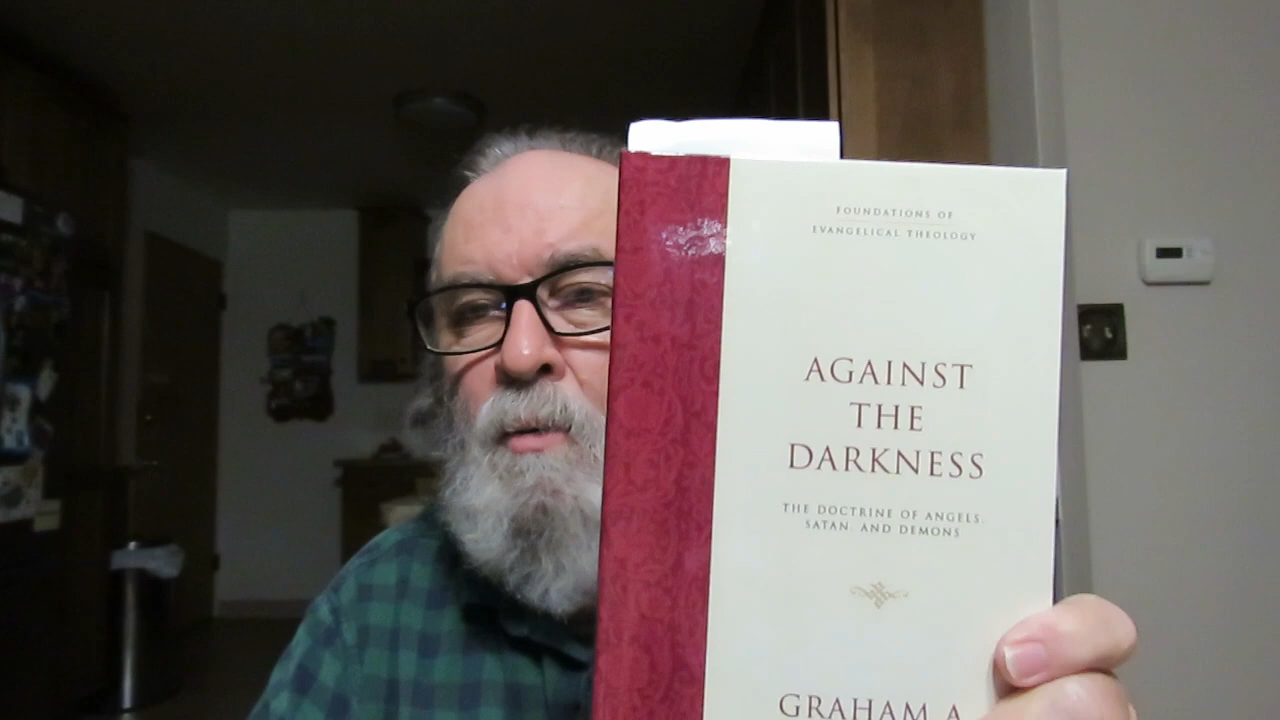 FOUNDATIONS OF
EVANGELICAL THEOLOGY
AGAINST
THE
DARKNESS
THE DOCTRINE OF ANGELS,
SATAN, AND DEMONS
GRAHAM A.